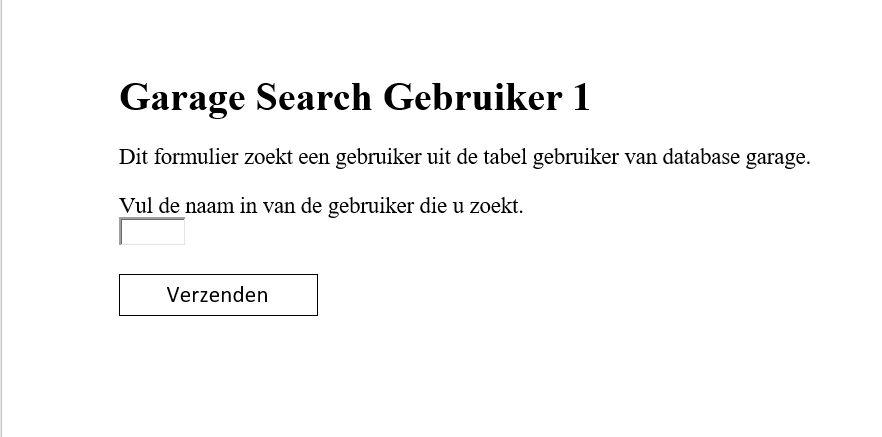 Garage Search Gebruiker 1
Dit formulier zoekt een gebruiker uit de tabel gebruiker van database garage.
Vul de naam in van de gebruiker die u zoekt.
Verzenden